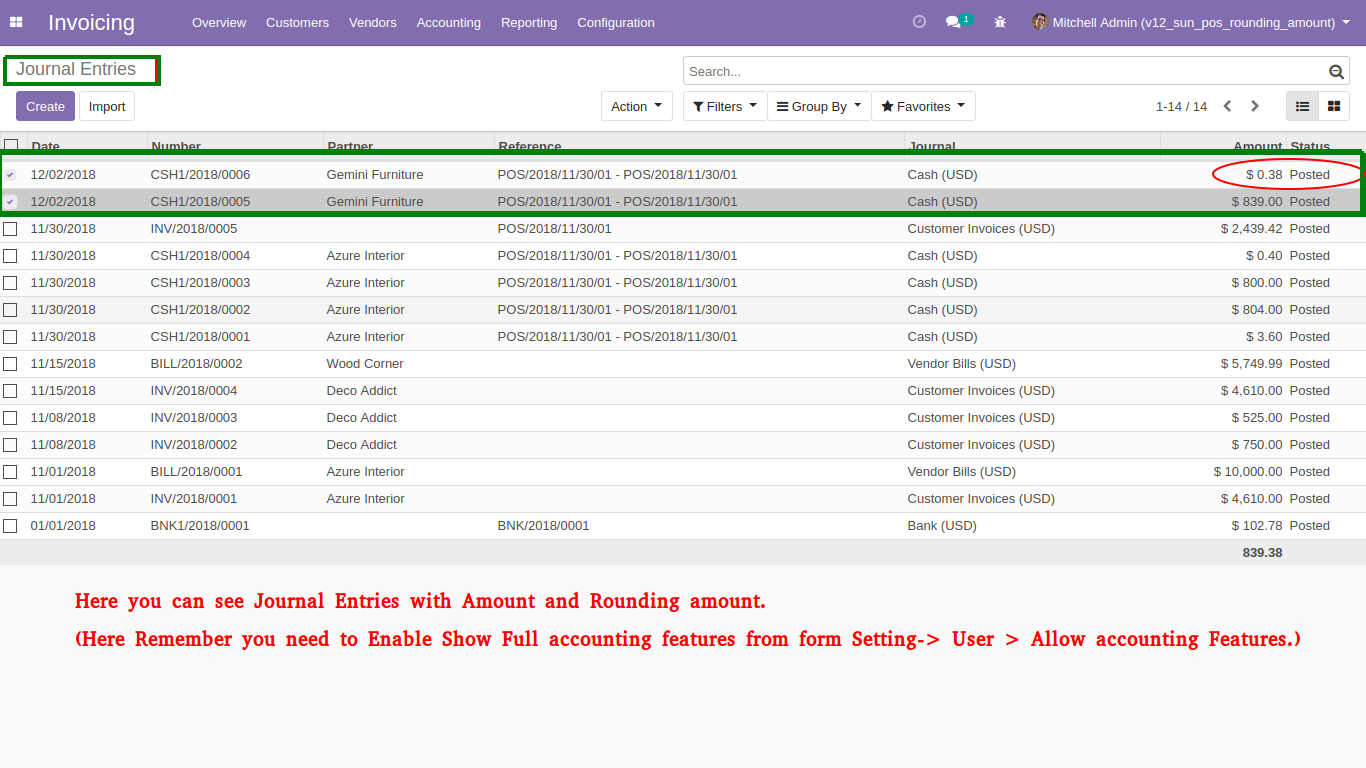 Invoicing Overview Customers Vendors Accounting Reporting Configuration 1 Mitchell Admin (v12_sun_pos_rounding_amount)
Journal Entries Search...
Create Import Action Filters Group By Favorites 1-14 / 14
Date Number Partner Reference Journal Amount Status
12/02/2018 CSH1/2018/0006 Gemini Furniture POS/2018/11/30/01 - POS/2018/11/30/01 Cash (USD) $ 0.38 Posted
12/02/2018 CSH1/2018/0005 Gemini Furniture POS/2018/11/30/01 - POS/2018/11/30/01 Cash (USD) $ 839.00 Posted
11/30/2018 INV/2018/0005 POS/2018/11/30/01 Customer Invoices (USD) $ 2,439.42 Posted
11/30/2018 CSH1/2018/0004 Azure Interior POS/2018/11/30/01 - POS/2018/11/30/01 Cash (USD) $ 0.40 Posted
11/30/2018 CSH1/2018/0003 Azure Interior POS/2018/11/30/01 - POS/2018/11/30/01 Cash (USD) $ 800.00 Posted
11/30/2018 CSH1/2018/0002 Azure Interior POS/2018/11/30/01 - POS/2018/11/30/01 Cash (USD) $ 804.00 Posted
11/30/2018 CSH1/2018/0001 Azure Interior POS/2018/11/30/01 - POS/2018/11/30/01 Cash (USD) $ 3.60 Posted
11/15/2018 BILL/2018/0002 Wood Corner Vendor Bills (USD) $ 5,749.99 Posted
11/15/2018 INV/2018/0004 Deco Addict Customer Invoices (USD) $ 4,610.00 Posted
11/08/2018 INV/2018/0003 Deco Addict Customer Invoices (USD) $ 525.00 Posted
11/08/2018 INV/2018/0002 Deco Addict Customer Invoices (USD) $ 750.00 Posted
11/01/2018 BILL/2018/0001 Azure Interior Vendor Bills (USD) $ 10,000.00 Posted
11/01/2018 INV/2018/0001 Azure Interior Customer Invoices (USD) $ 4,610.00 Posted
01/01/2018 BNK1/2018/0001 BNK/2018/0001 Bank (USD) $ 102.78 Posted
839.38
Here you can see Journal Entries with Amount and Rounding amount.
(Here Remember you need to Enable Show Full accounting features from form Setting-> User > Allow accounting Features.)